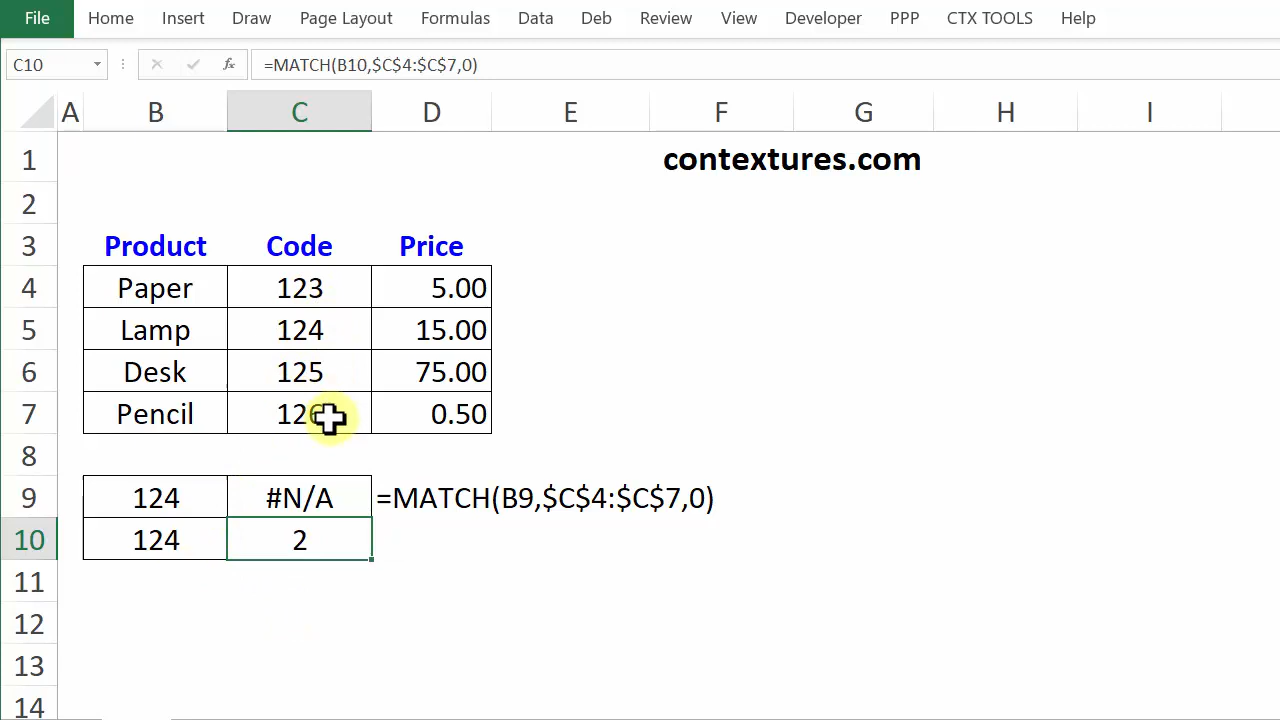 File Home Insert Draw Page Layout Formulas Data Deb Review View Developer PPP CTX TOOLS Help
C10 fx =MATCH(B10,$C$4:$C$7,0)
A B C D E F G H I
1 contextures.com
2
3 Product Code Price
4 Paper 123 5.00
5 Lamp 124 15.00
6 Desk 125 75.00
7 Pencil 126 0.50
8
9 124 #N/A =MATCH(B9,$C$4:$C$7,0)
10 124 2
11
12
13
14